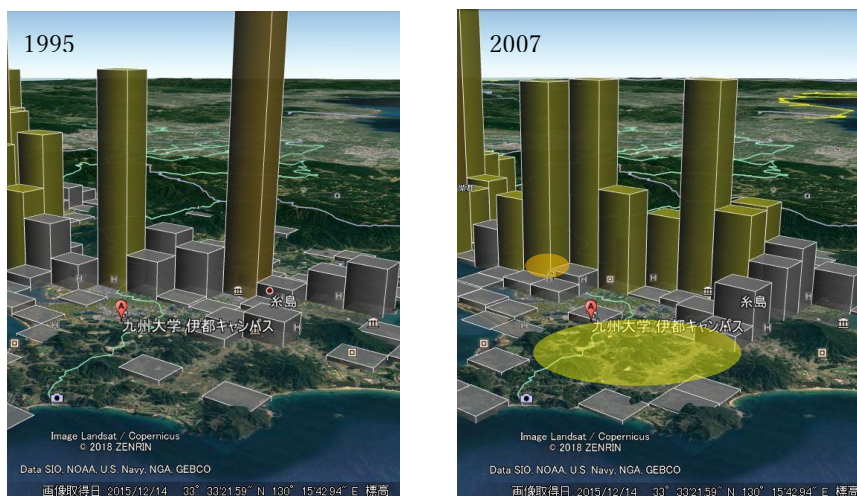 1995
糸島
九州大学 伊都キャンパス
Image Landsat / Copernicus
© 2018 ZENRIN
Data SIO, NOAA, U.S. Navy, NGA, GEBCO
画像取得日 2015/12/14 33° 33'21.59" N 130° 15'42.94" E 標高
2007
糸島
九州大学 伊都キャンパス
Image Landsat / Copernicus
© 2018 ZENRIN
Data SIO, NOAA, U.S. Navy, NGA, GEBCO
画像取得日 2015/12/14 33° 33'21.59" N 130° 15'42.94" E 標高